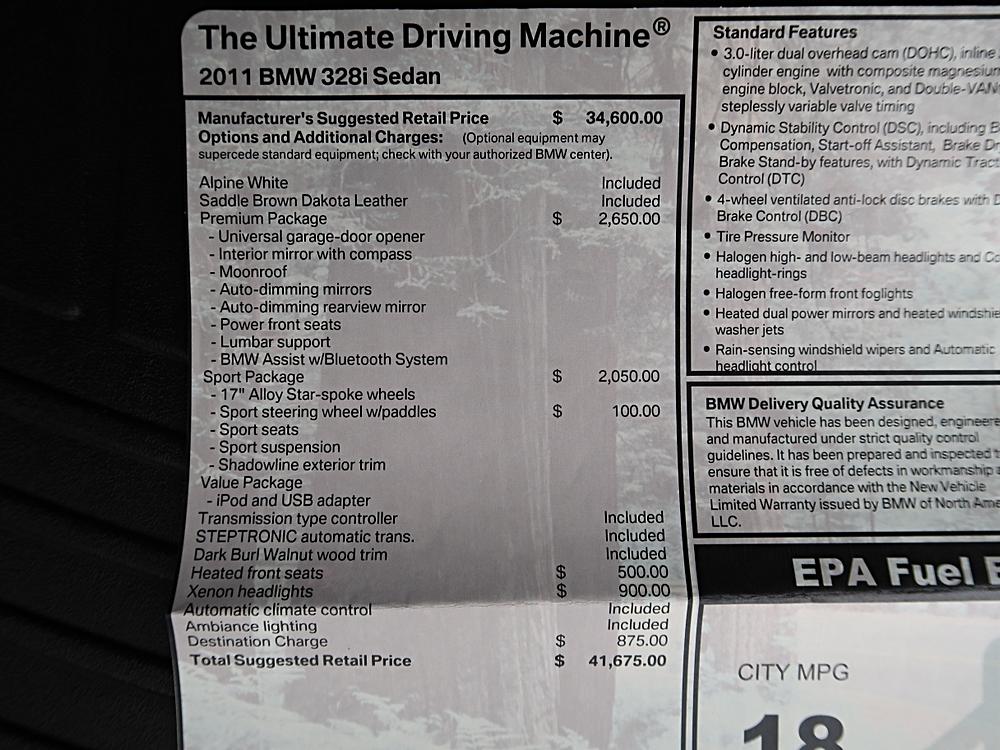 The Ultimate Driving Machine®
2011 BMW 328i Sedan
Manufacturer's Suggested Retail Price $ 34,600.00
Options and Additional Charges: (Optional equipment may
supercede standard equipment; check with your authorized BMW center).
Alpine White Included
Saddle Brown Dakota Leather Included
Premium Package $ 2,650.00
- Universal garage-door opener
- Interior mirror with compass
- Moonroof
- Auto-dimming mirrors
- Auto-dimming rearview mirror
- Power front seats
- Lumbar support
- BMW Assist w/Bluetooth System
Sport Package $ 2,050.00
- 17" Alloy Star-spoke wheels
- Sport steering wheel w/paddles $ 100.00
- Sport seats
- Sport suspension
- Shadowline exterior trim
Value Package
- iPod and USB adapter
Transmission type controller Included
STEPTRONIC automatic trans. Included
Dark Burl Walnut wood trim Included
Heated front seats $ 500.00
Xenon headlights $ 900.00
Automatic climate control Included
Ambiance lighting Included
Destination Charge $ 875.00
Total Suggested Retail Price $ 41,675.00
Standard Features
• 3.0-liter dual overhead cam (DOHC), inline
cylinder engine with composite magnesium
engine block, Valvetronic, and Double-VAN
steplessly variable valve timing
• Dynamic Stability Control (DSC), including
Compensation, Start-off Assistant, Brake
Brake Stand-by features, with Dynamic
Control (DTC)
• 4-wheel ventilated anti-lock disc brakes with
Brake Control (DBC)
• Tire Pressure Monitor
• Halogen high- and low-beam headlights and
headlight-rings
• Halogen free-form front foglights
• Heated dual power mirrors and heated
washer jets
• Rain-sensing windshield wipers and Automatic
headlight control
BMW Delivery Quality Assurance
This BMW vehicle has been designed, engineere
and manufactured under strict quality control
guidelines. It has been prepared and inspected
ensure that it is free of defects in workmanship
materials in accordance with the New Vehicle
Limited Warranty issued by BMW of North
LLC.
EPA Fuel
CITY MPG
18